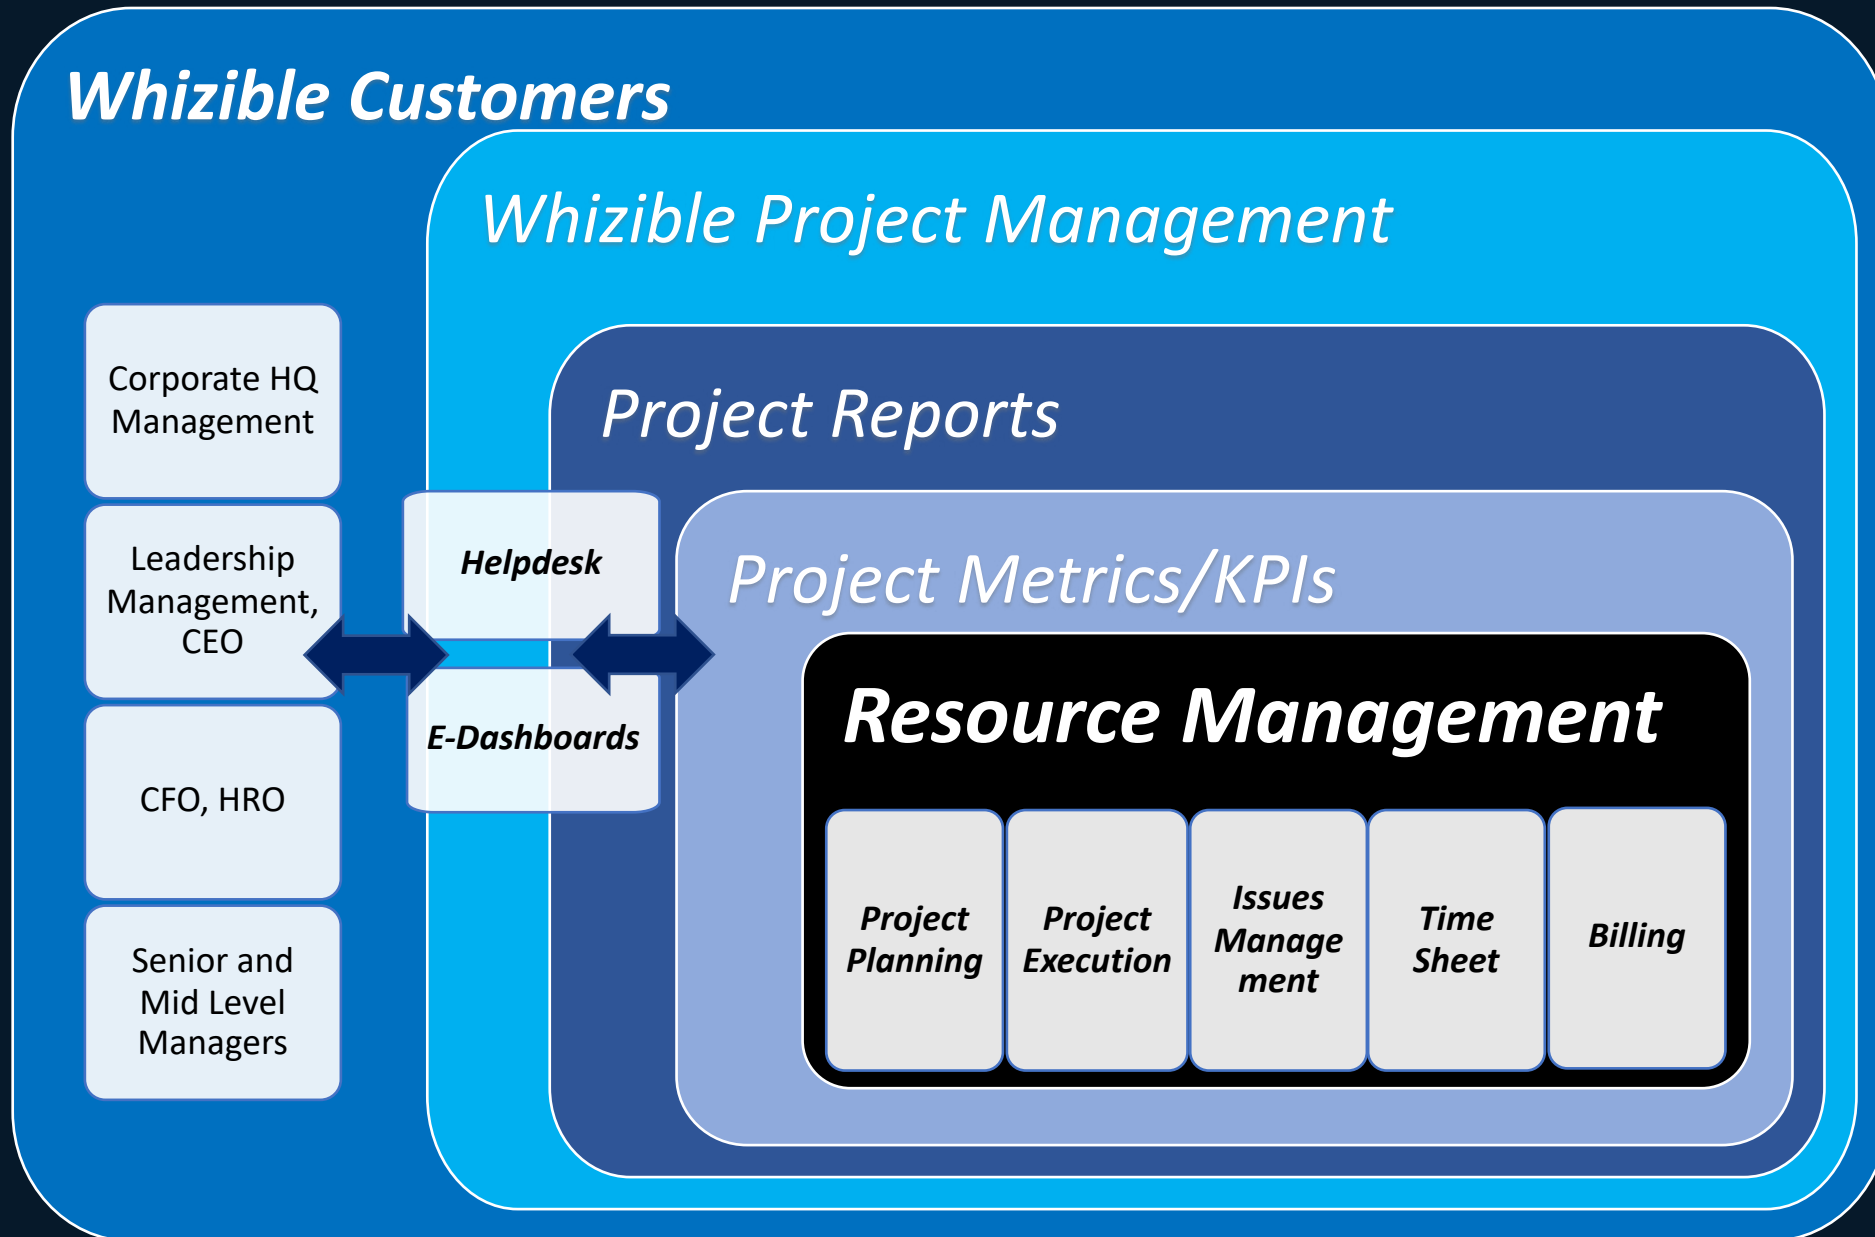 Whizible Customers
Whizible Project Management
Project Reports
Project Metrics/KPIs
Resource Management
Corporate HQ
Management
Leadership
Management,
CEO
CFO, HRO
Senior and
Mid Level
Managers
Helpdesk
E-Dashboards
Project
Planning
Project
Execution
Issues
Manage
ment
Time
Sheet
Billing